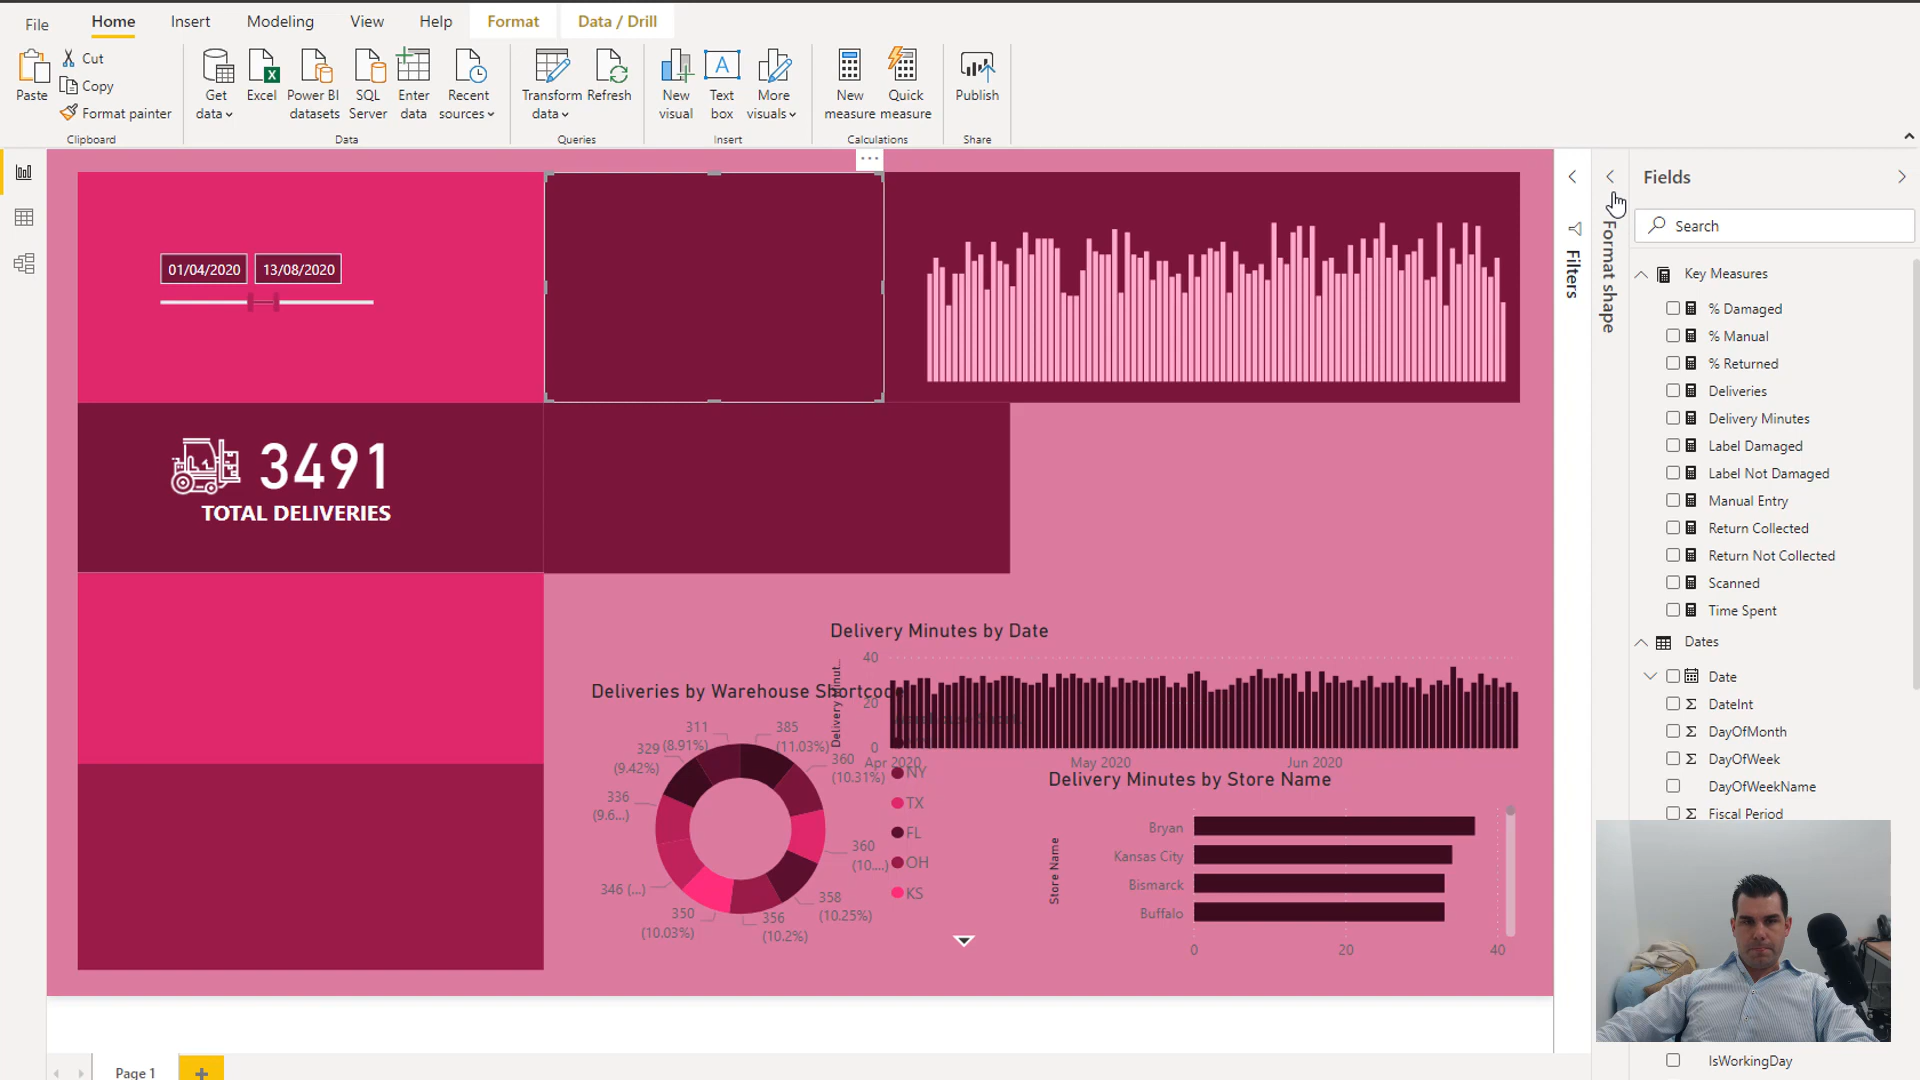 File
Home
Insert
Modeling
View
Help
Format
Data / Drill
Paste
Cut
Copy
Format painter
Clipboard
Get data
Excel
Power BI datasets
SQL Server
Enter data
Recent sources
Data
Transform data
Refresh
Queries
New visual
Text box
More visuals
Insert
New measure
Quick measure
Calculations
Publish
Share
01/04/2020
13/08/2020
3491
TOTAL DELIVERIES
Delivery Minutes by Date
40
20
0
Apr 2020
May 2020
Jun 2020
Deliveries by Warehouse Shortcode
311
(8.91%)
385
(11.03%)
329
(9.42%)
360
(10.31%)
336
(9.6...)
360
(10....)
346 (...)
358
(10.25%)
350
(10.03%)
356
(10.2%)
NY
TX
FL
OH
KS
Delivery Minutes by Store Name
Store Name
Bryan
Kansas City
Bismarck
Buffalo
0
20
40
Filters
Format shape
Fields
Search
Key Measures
% Damaged
% Manual
% Returned
Deliveries
Delivery Minutes
Label Damaged
Label Not Damaged
Manual Entry
Return Collected
Return Not Collected
Scanned
Time Spent
Dates
Date
DateInt
DayOfMonth
DayOfWeek
DayOfWeekName
Fiscal Period
IsWorkingDay
Page 1